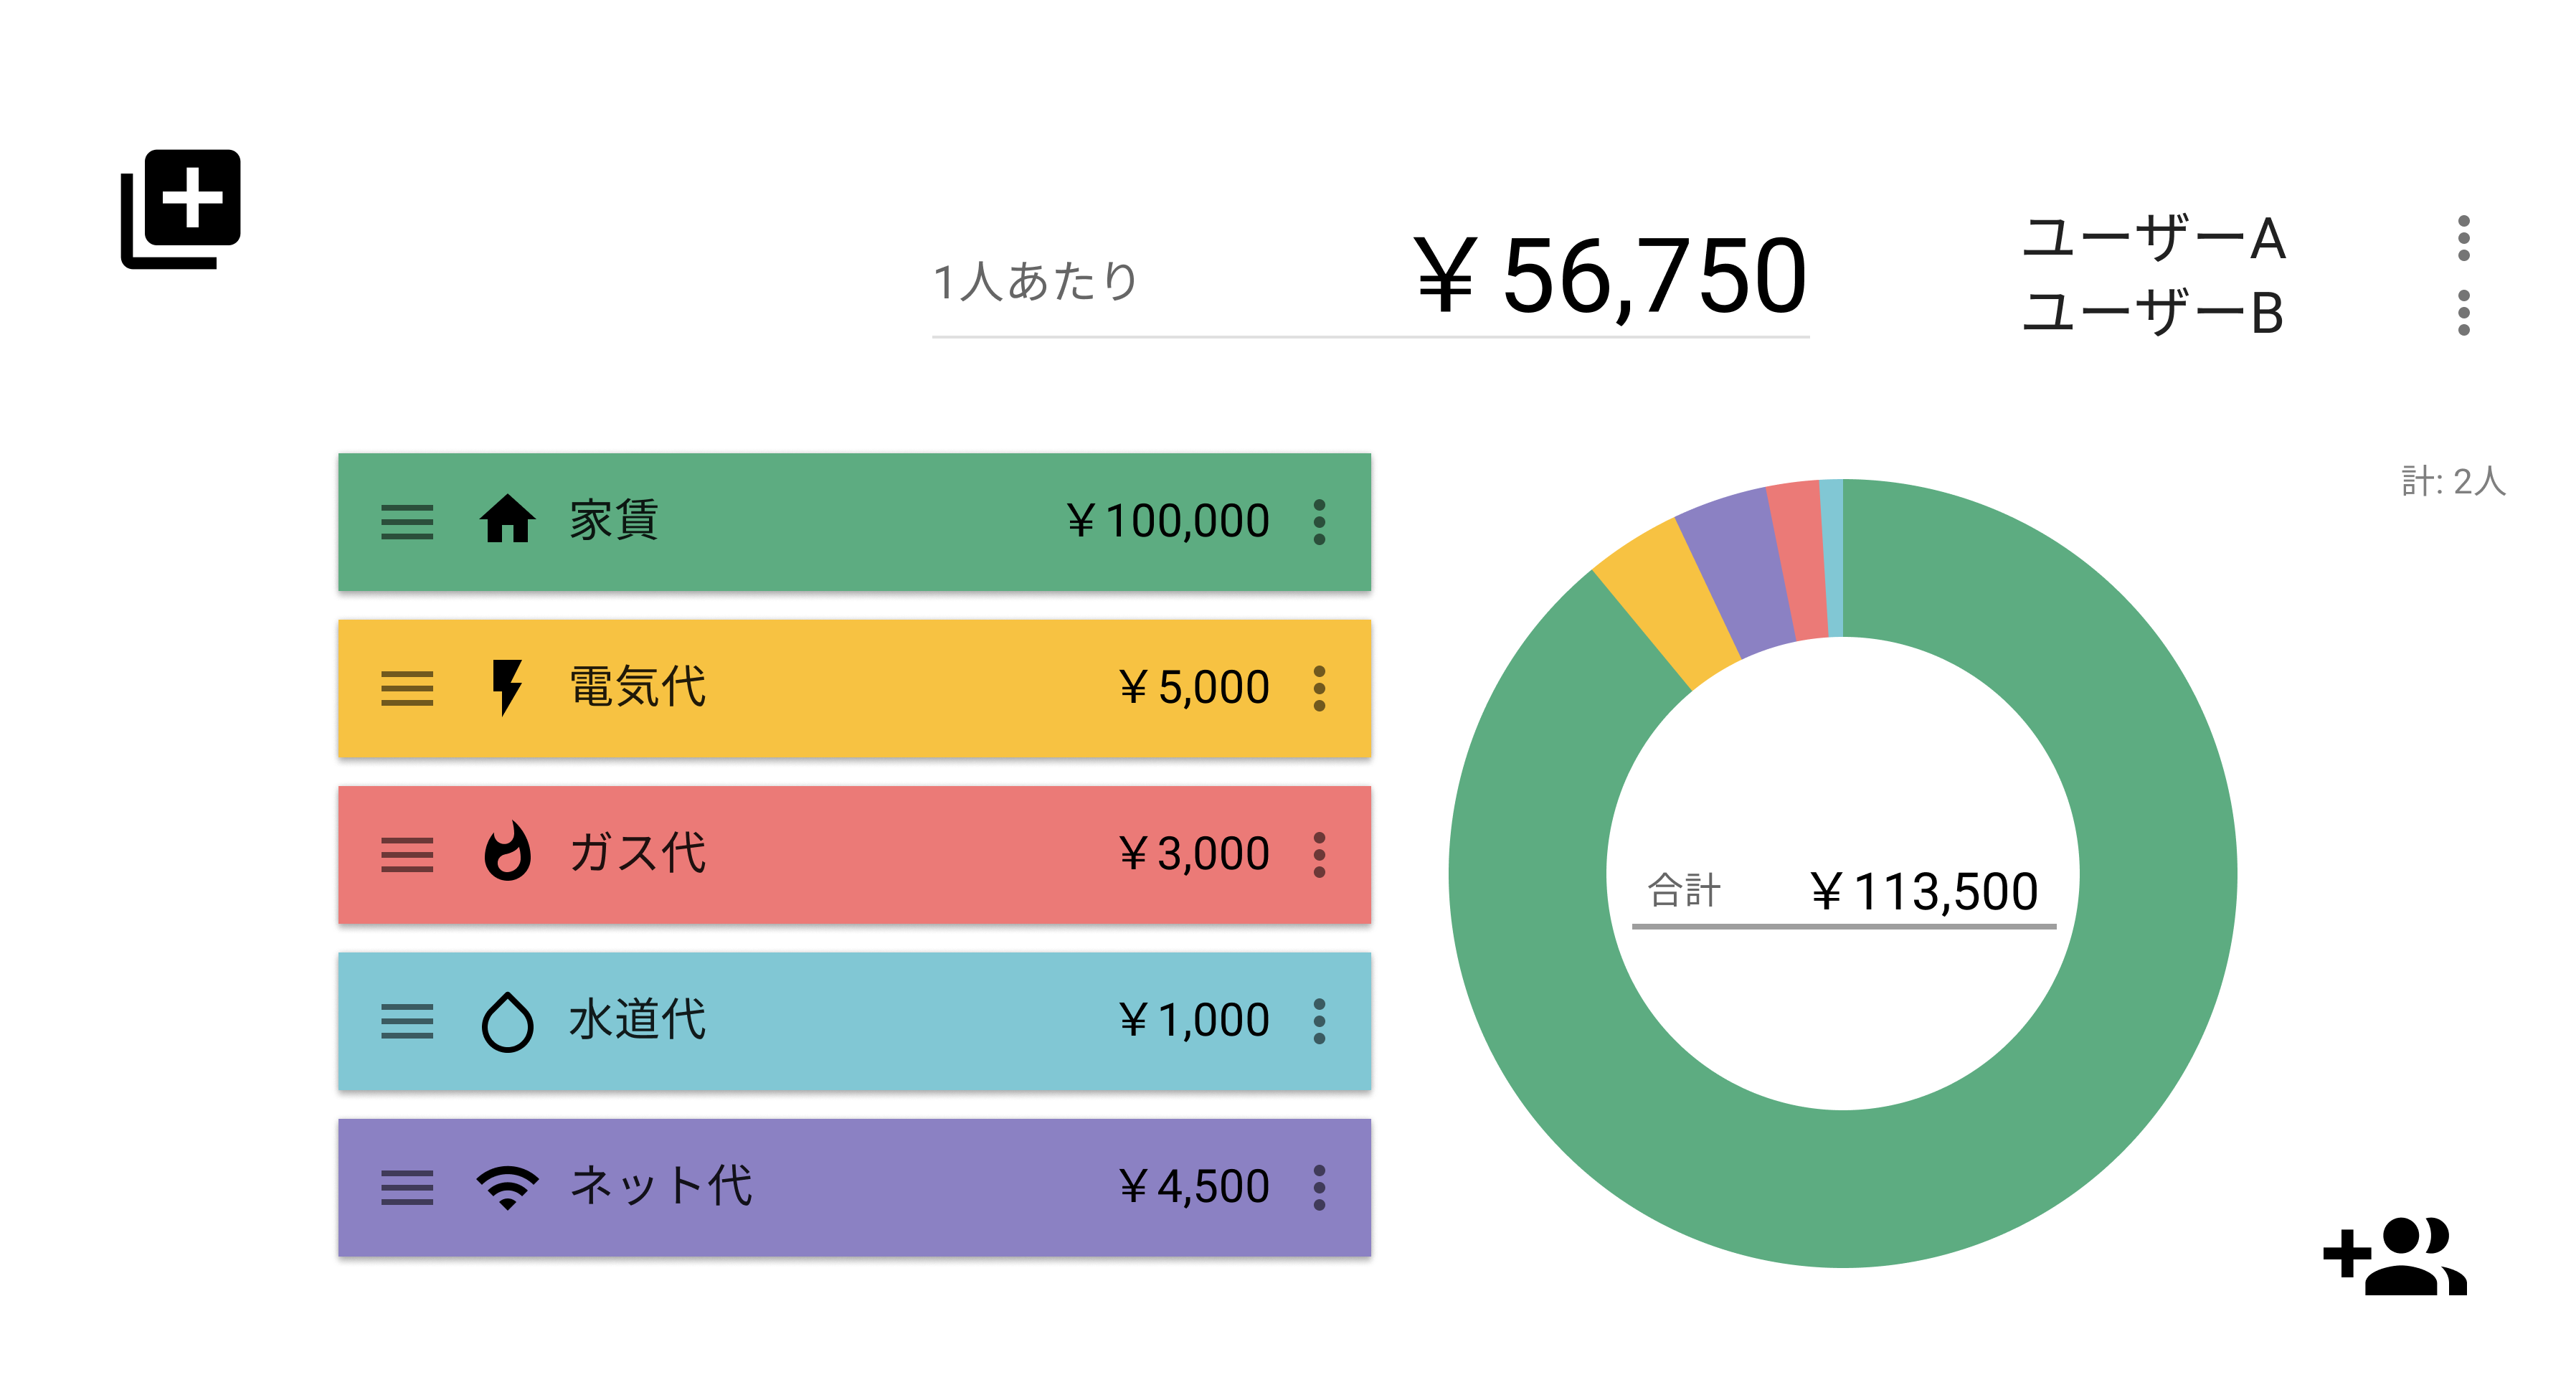 1人あたり ￥56,750
ユーザーA
ユーザーB
計: 2人
家賃 ￥100,000
電気代 ￥5,000
ガス代 ￥3,000
水道代 ￥1,000
ネット代 ￥4,500
合計 ￥113,500